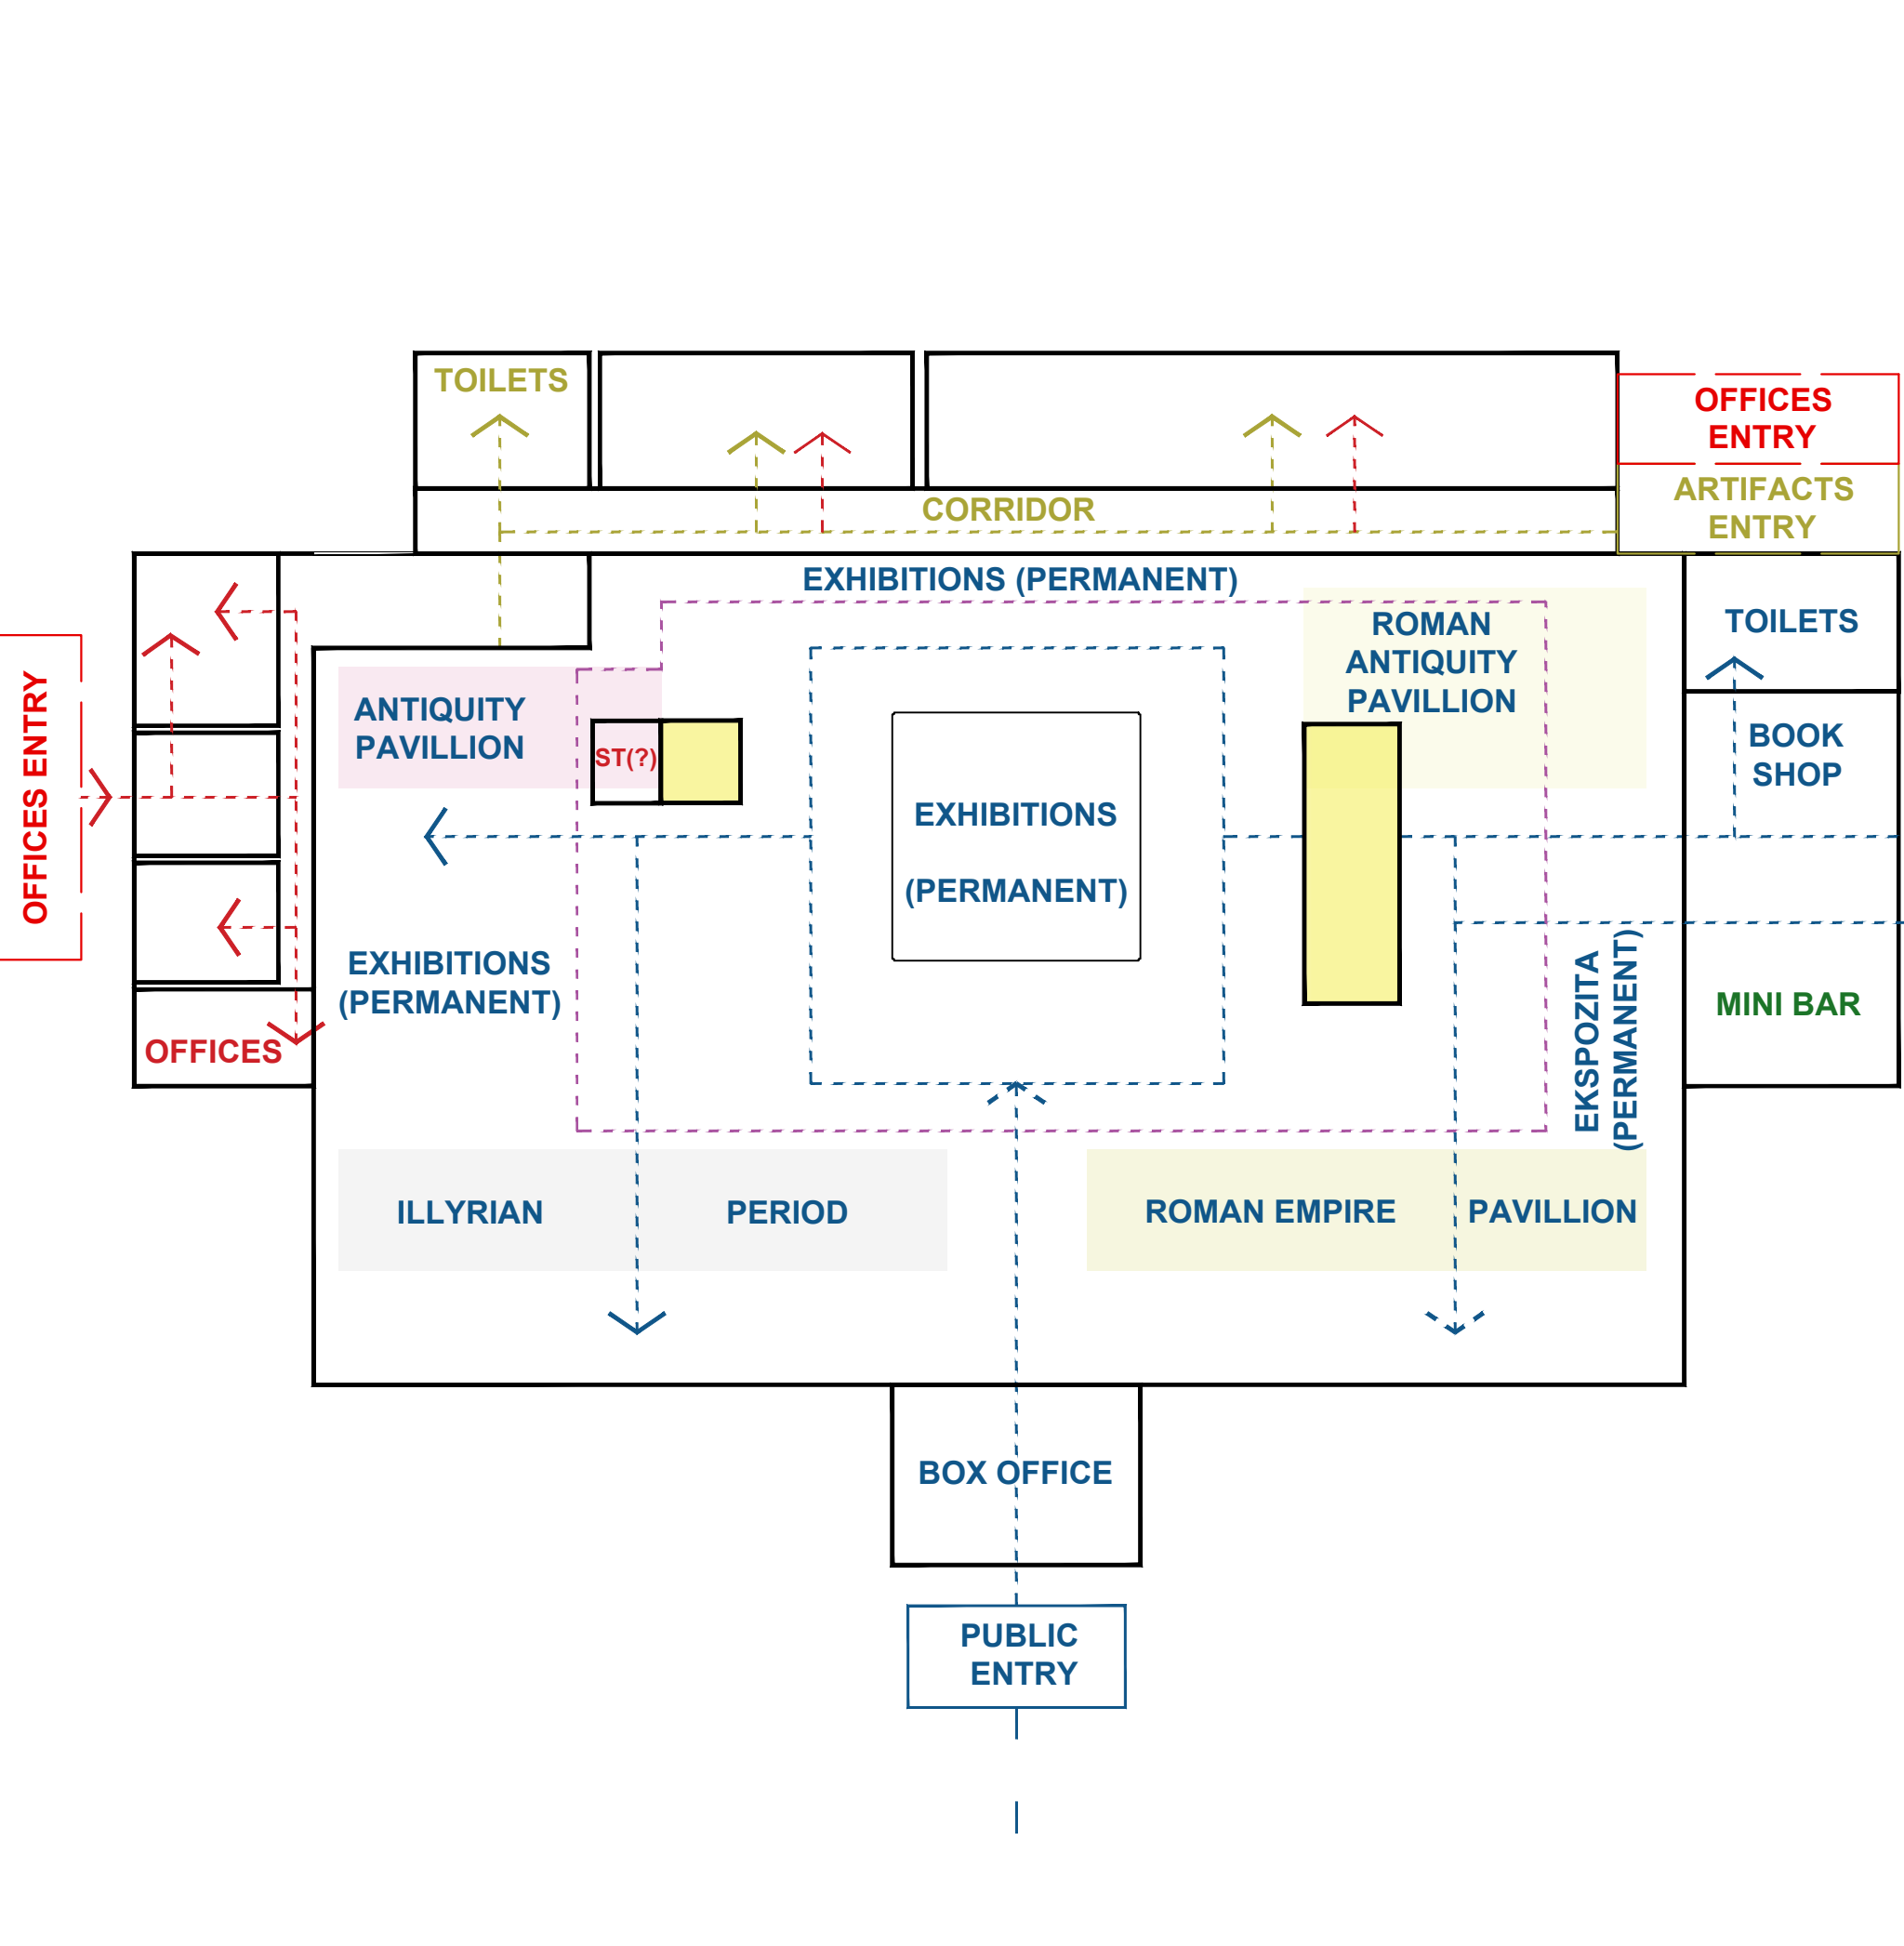 TOILETS
OFFICES
ENTRY
ARTIFACTS
ENTRY
CORRIDOR
EXHIBITIONS (PERMANENT)
ROMAN
ANTIQUITY
PAVILLION
TOILETS
ANTIQUITY
PAVILLION
ST(?)
BOOK
SHOP
OFFICES ENTRY
EXHIBITIONS
(PERMANENT)
EXHIBITIONS
(PERMANENT)
EKSPOZITA
(PERMANENT)
MINI BAR
OFFICES
ILLYRIAN PERIOD
ROMAN EMPIRE PAVILLION
BOX OFFICE
PUBLIC
ENTRY